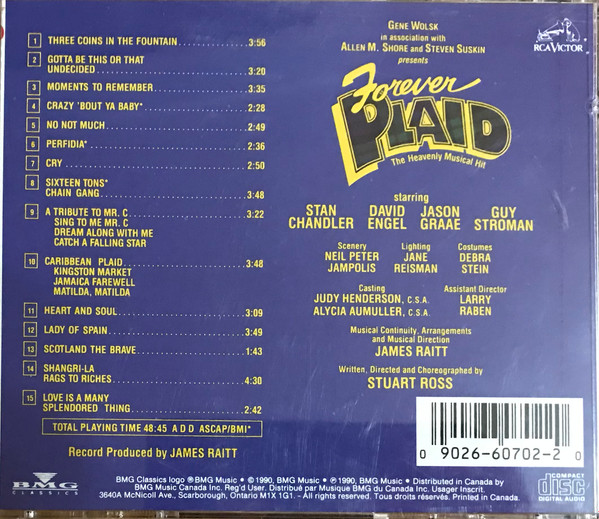 1 THREE COINS IN THE FOUNTAIN 3:56
2 GOTTA BE THIS OR THAT
UNDECIDED 3:20
3 MOMENTS TO REMEMBER 3:35
4 CRAZY 'BOUT YA BABY* 2:28
5 NO NOT MUCH 2:49
6 PERFIDIA* 2:36
7 CRY 2:50
8 SIXTEEN TONS*
CHAIN GANG 3:48
9 A TRIBUTE TO MR. C 3:22
SING TO ME MR. C
DREAM ALONG WITH ME
CATCH A FALLING STAR
10 CARIBBEAN PLAID 3:48
KINGSTON MARKET
JAMAICA FAREWELL
MATILDA, MATILDA
11 HEART AND SOUL 3:09
12 LADY OF SPAIN 3:49
13 SCOTLAND THE BRAVE 1:43
14 SHANGRI-LA
RAGS TO RICHES 4:30
15 LOVE IS A MANY
SPLENDORED THING 2:42
TOTAL PLAYING TIME 48:45 A D D ASCAP/BMI*
Record Produced by JAMES RAITT
GENE WOLSK
in association with
ALLEN M. SHORE AND STEVEN SUSKIN
presents
RCA VICTOR
Forever
PLAID
The Heavenly Musical Hit
starring
STAN DAVID JASON GUY
CHANDLER ENGEL GRAAE STROMAN
Scenery Lighting Costumes
NEIL PETER JANE DEBRA
JAMPOLIS REISMAN STEIN
Casting Assistant Director
JUDY HENDERSON, C.S.A. LARRY
ALYCIA AUMULLER, C.S.A. RABEN
Musical Continuity, Arrangements
and Musical Direction
JAMES RAITT
Written, Directed and Choreographed by
STUART ROSS
0 9026-60702-2 0
BMG
CLASSICS
BMG Classics logo ® BMG Music • © 1990, BMG Music • ℗ 1990, BMG Music • Distributed in Canada by
BMG Music Canada Inc. Reg'd User. Distribué par Musique BMG du Canada Inc. Usager Inscrit.
3640A McNicoll Ave., Scarborough, Ontario M1X 1G1. - All rights reserved. Tous droits réservés. Printed in Canada.
COMPACT
disc
DIGITAL AUDIO